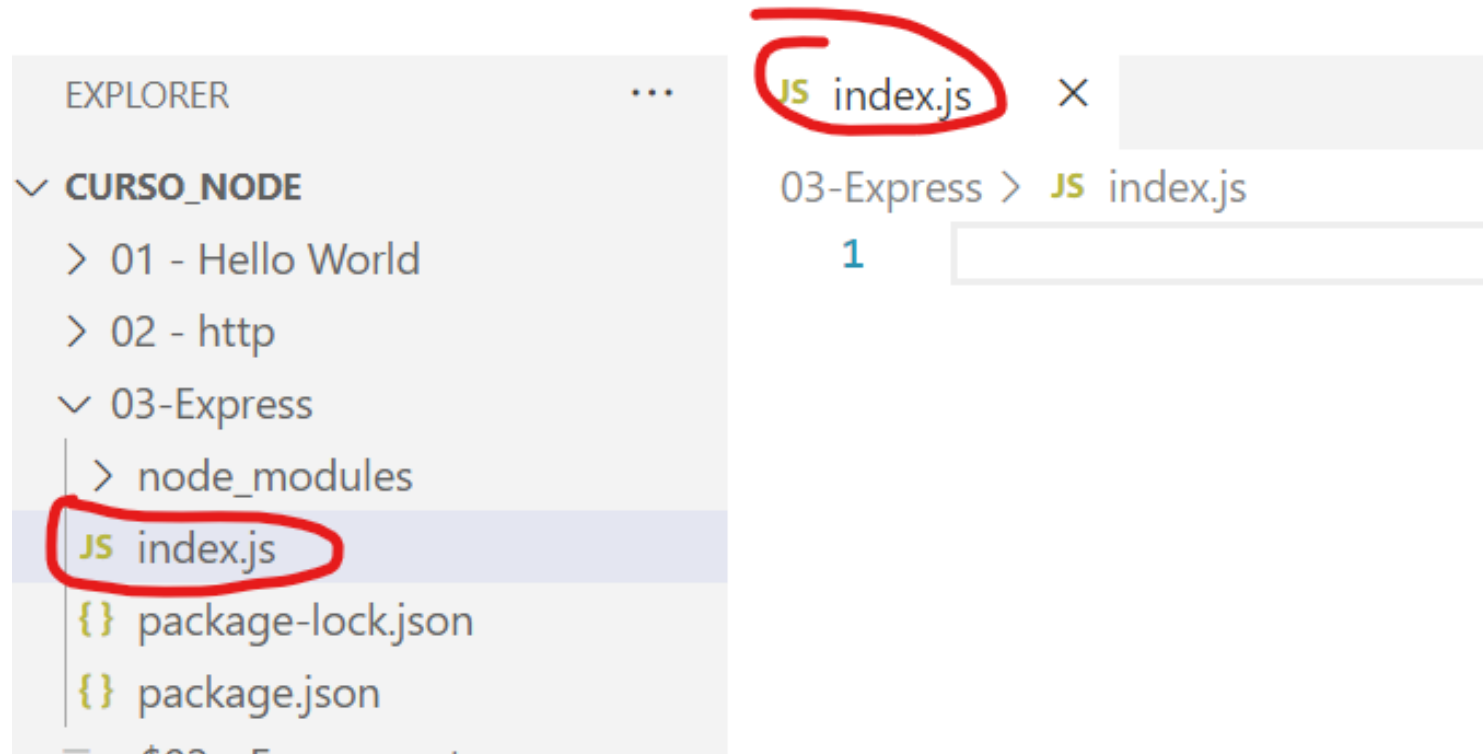 EXPLORER ...
CURSO_NODE
01 - Hello World
02 - http
03-Express
node_modules
JS index.js
{} package-lock.json
{} package.json
JS index.js ×
03-Express > JS index.js
1